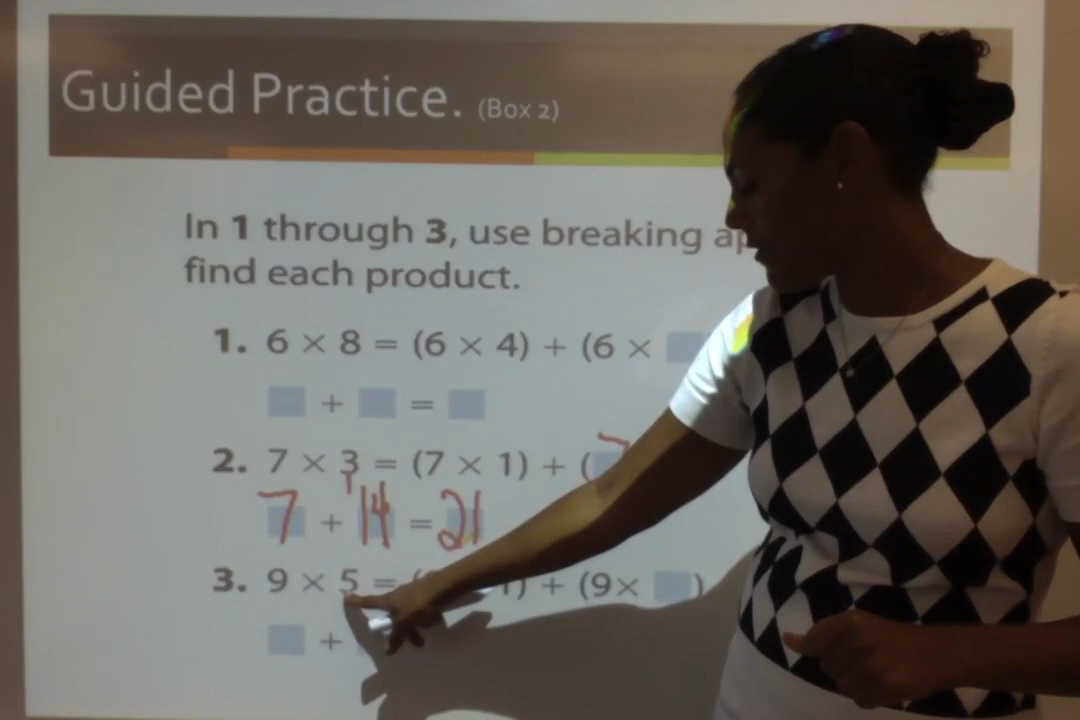 Guided Practice. (Box 2)
In 1 through 3, use breaking
find each product.
1. 6 × 8 = (6 × 4) + (6 ×
+ =
2. 7 × 3 = (7 × 1) + (
7 + 14 = 21
3. 9 × 5 = ( 1) + (9× )
+